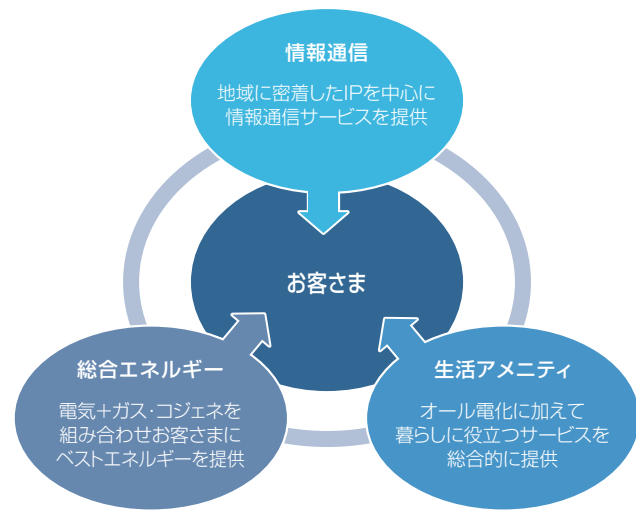 情報通信
地域に密着したIPを中心に
情報通信サービスを提供
お客さま
総合エネルギー
電気＋ガス・コジェネを
組み合わせお客さまに
ベストエネルギーを提供
生活アメニティ
オール電化に加えて
暮らしに役立つサービスを
総合的に提供